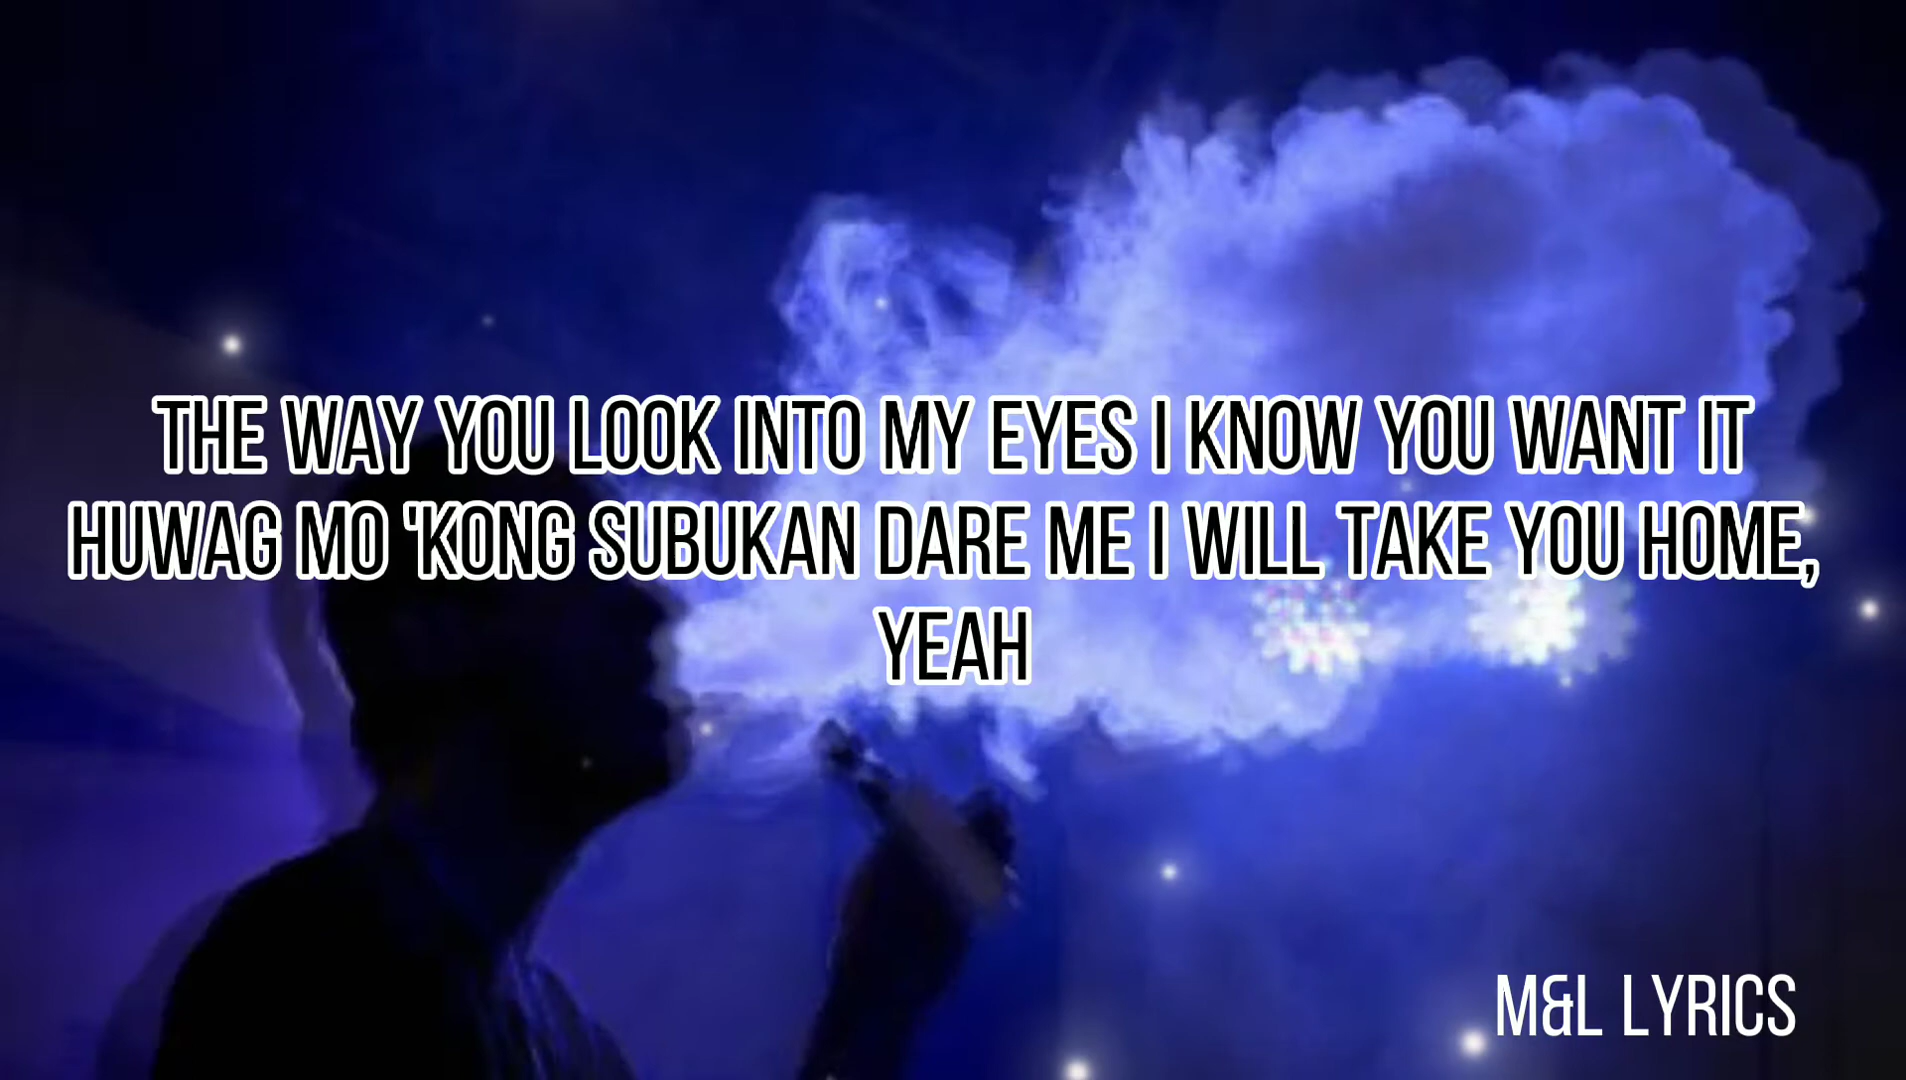 THE WAY YOU LOOK INTO MY EYES I KNOW YOU WANT IT
HUWAG MO 'KONG SUBUKAN DARE ME I WILL TAKE YOU HOME,
YEAH
M&L LYRICS